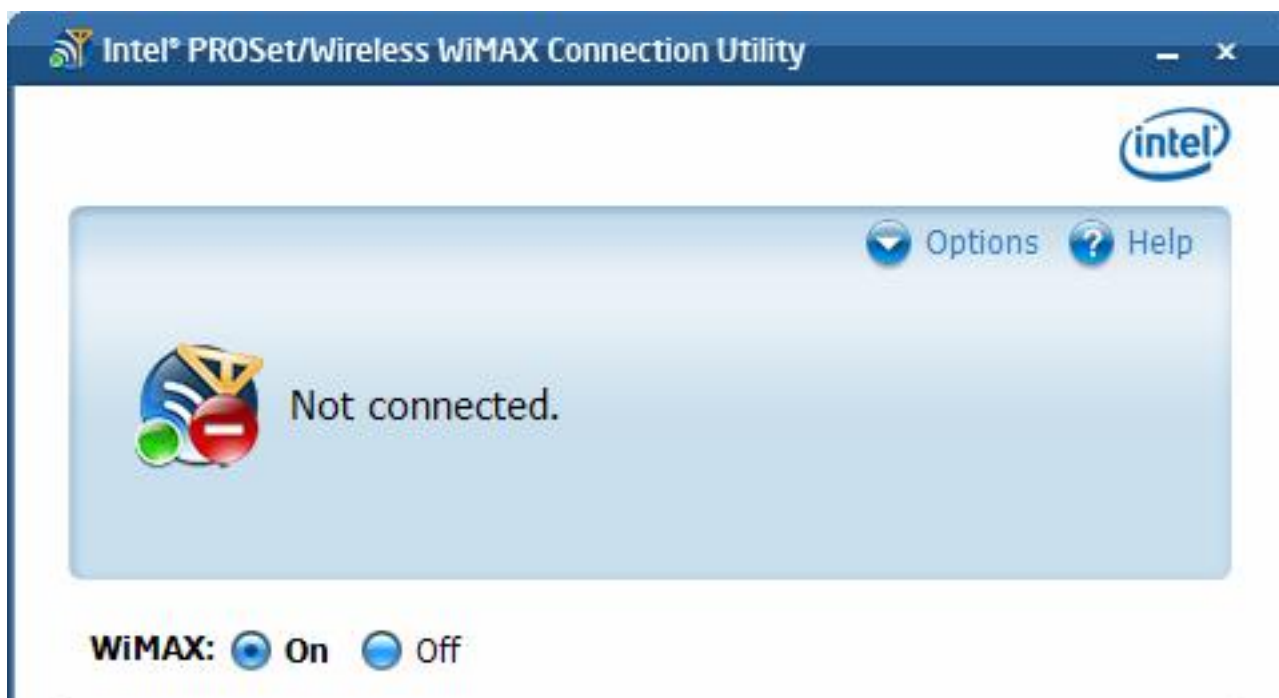 Intel® PROSet/Wireless WiMAX Connection Utility
intel
Options Help
Not connected.
WiMAX: On Off